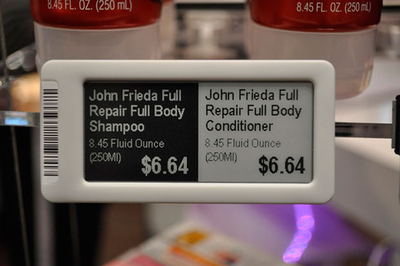 8.45 FL. OZ. (250 mL)
8.45 FL. OZ. (250 mL)
John Frieda Full
Repair Full Body
Shampoo
8.45 Fluid Ounce
(250Ml)
$6.64
John Frieda Full
Repair Full Body
Conditioner
8.45 Fluid Ounce
(250Ml)
$6.64